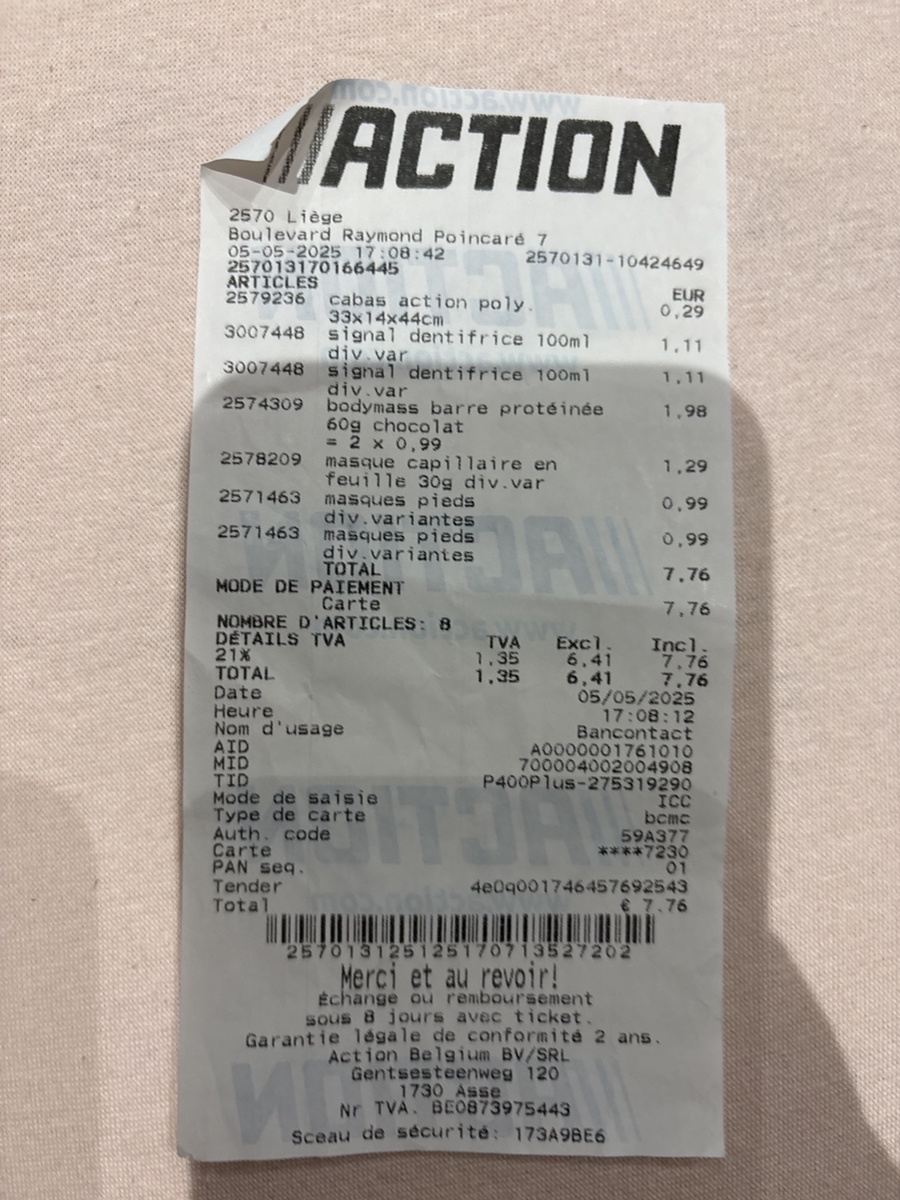 ACTION
2570 Liège
Boulevard Raymond Poincaré 7
05-05-2025 17:08:42 2570131-10424649
257013170166445
ARTICLES EUR
2579236 cabas action poly. 0,29
33x14x44cm
3007448 signal dentifrice 100ml 1,11
div.var
3007448 signal dentifrice 100ml 1,11
div.var
2574309 bodymass barre protéinée 1,98
60g chocolat
= 2 x 0,99
2578209 masque capillaire en 1,29
feuille 30g div.var
2571463 masques pieds 0,99
div.variantes
2571463 masques pieds 0,99
div.variantes
TOTAL 7,76
MODE DE PAIEMENT
Carte 7,76
NOMBRE D'ARTICLES: 8
DÉTAILS TVA TVA Excl. Incl.
21% 1,35 6,41 7,76
TOTAL 1,35 6,41 7,76
Date 05/05/2025
Heure 17:08:12
Nom d'usage Bancontact
AID A0000001761010
MID 700004002004908
TID P400Plus-275319290
Mode de saisie ICC
Type de carte bcmc
Auth. code 59A377
Carte ****7230
PAN seq. 01
Tender 4e0q001746457692543
Total € 7.76
257013125125170713527202
Merci et au revoir!
Échange ou remboursement
sous 8 jours avec ticket.
Garantie légale de conformité 2 ans.
Action Belgium BV/SRL
Gentsesteenweg 120
1730 Asse
Nr TVA. BE0873975443
Sceau de sécurité: 173A9BE6